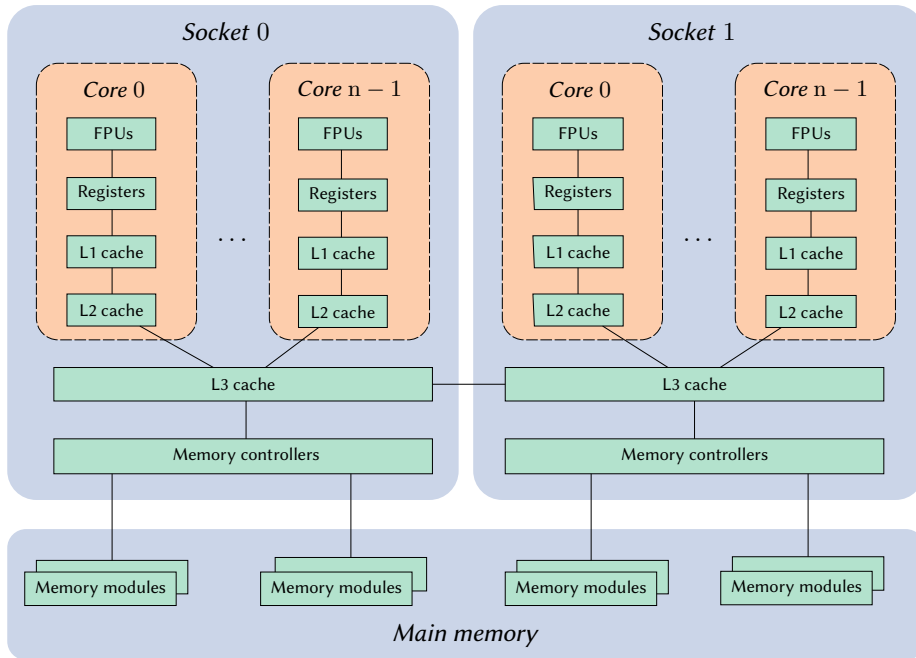 Socket 0
Socket 1
Core 0
Core n − 1
Core 0
Core n − 1
FPUs
FPUs
FPUs
FPUs
Registers
Registers
Registers
Registers
L1 cache
. . .
L1 cache
L1 cache
. . .
L1 cache
L2 cache
L2 cache
L2 cache
L2 cache
L3 cache
L3 cache
Memory controllers
Memory controllers
Memory modules
Memory modules
Memory modules
Memory modules
Main memory